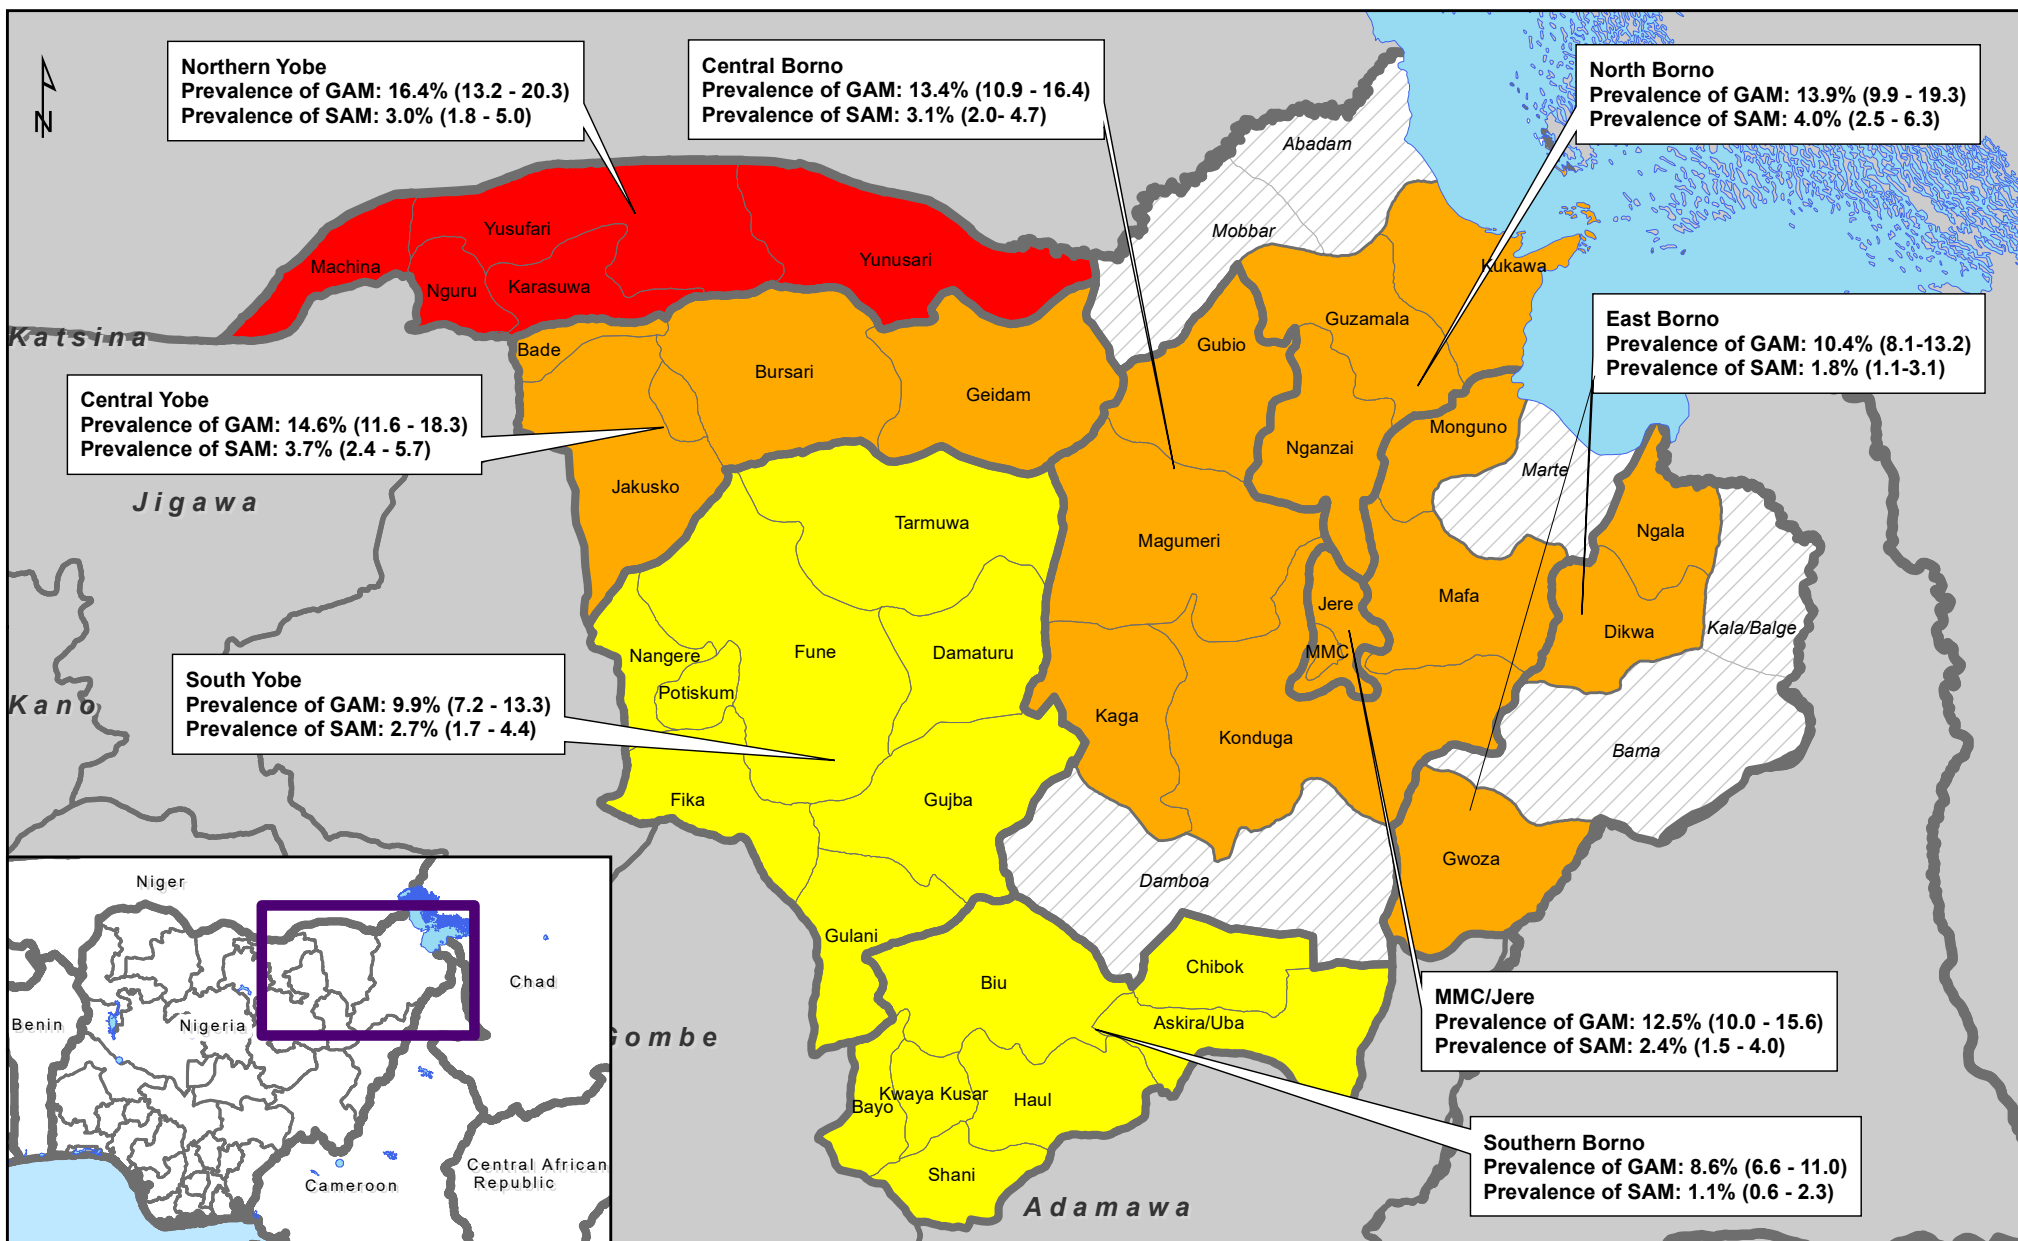 N
Northern Yobe
Prevalence of GAM: 16.4% (13.2 - 20.3)
Prevalence of SAM: 3.0% (1.8 - 5.0)
Central Borno
Prevalence of GAM: 13.4% (10.9 - 16.4)
Prevalence of SAM: 3.1% (2.0- 4.7)
North Borno
Prevalence of GAM: 13.9% (9.9 - 19.3)
Prevalence of SAM: 4.0% (2.5 - 6.3)
East Borno
Prevalence of GAM: 10.4% (8.1-13.2)
Prevalence of SAM: 1.8% (1.1-3.1)
Central Yobe
Prevalence of GAM: 14.6% (11.6 - 18.3)
Prevalence of SAM: 3.7% (2.4 - 5.7)
South Yobe
Prevalence of GAM: 9.9% (7.2 - 13.3)
Prevalence of SAM: 2.7% (1.7 - 4.4)
MMC/Jere
Prevalence of GAM: 12.5% (10.0 - 15.6)
Prevalence of SAM: 2.4% (1.5 - 4.0)
Southern Borno
Prevalence of GAM: 8.6% (6.6 - 11.0)
Prevalence of SAM: 1.1% (0.6 - 2.3)
Abadam
Mobbar
Yusufari
Machina
Yunusari
Nguru
Karasuwa
Kukawa
Guzamala
Katsina
Bade
Gubio
Bursari
Geidam
Monguno
Nganzai
Marte
Jakusko
Jigawa
Tarmuwa
Ngala
Magumeri
Jere
Mafa
Dikwa
Kala/Balge
Nangere
Fune
Damaturu
MMC
Potiskum
Kano
Kaga
Konduga
Bama
Fika
Gujba
Gwoza
Damboa
Gulani
Chibok
Biu
Askira/Uba
Gombe
Kwaya Kusar
Bayo
Haul
Shani
Adamawa
Niger
Chad
Benin
Nigeria
Cameroon
Central African
Republic